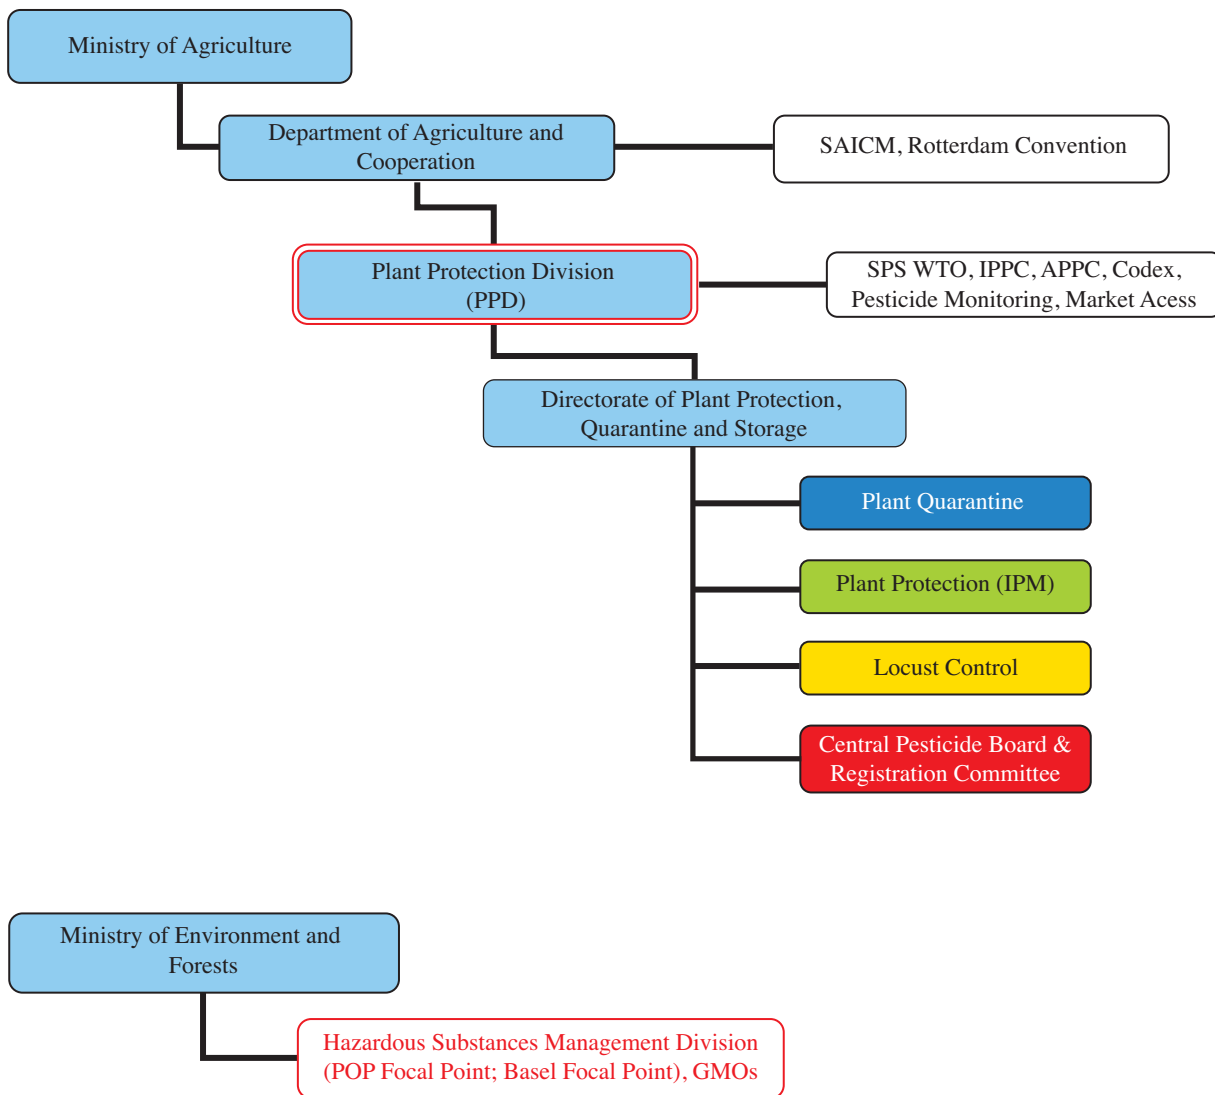 Ministry of Agriculture
Department of Agriculture and
Cooperation
SAICM, Rotterdam Convention
Plant Protection Division
(PPD)
SPS WTO, IPPC, APPC, Codex,
Pesticide Monitoring, Market Acess
Directorate of Plant Protection,
Quarantine and Storage
Plant Quarantine
Plant Protection (IPM)
Locust Control
Central Pesticide Board &
Registration Committee
Ministry of Environment and
Forests
Hazardous Substances Management Division
(POP Focal Point; Basel Focal Point), GMOs